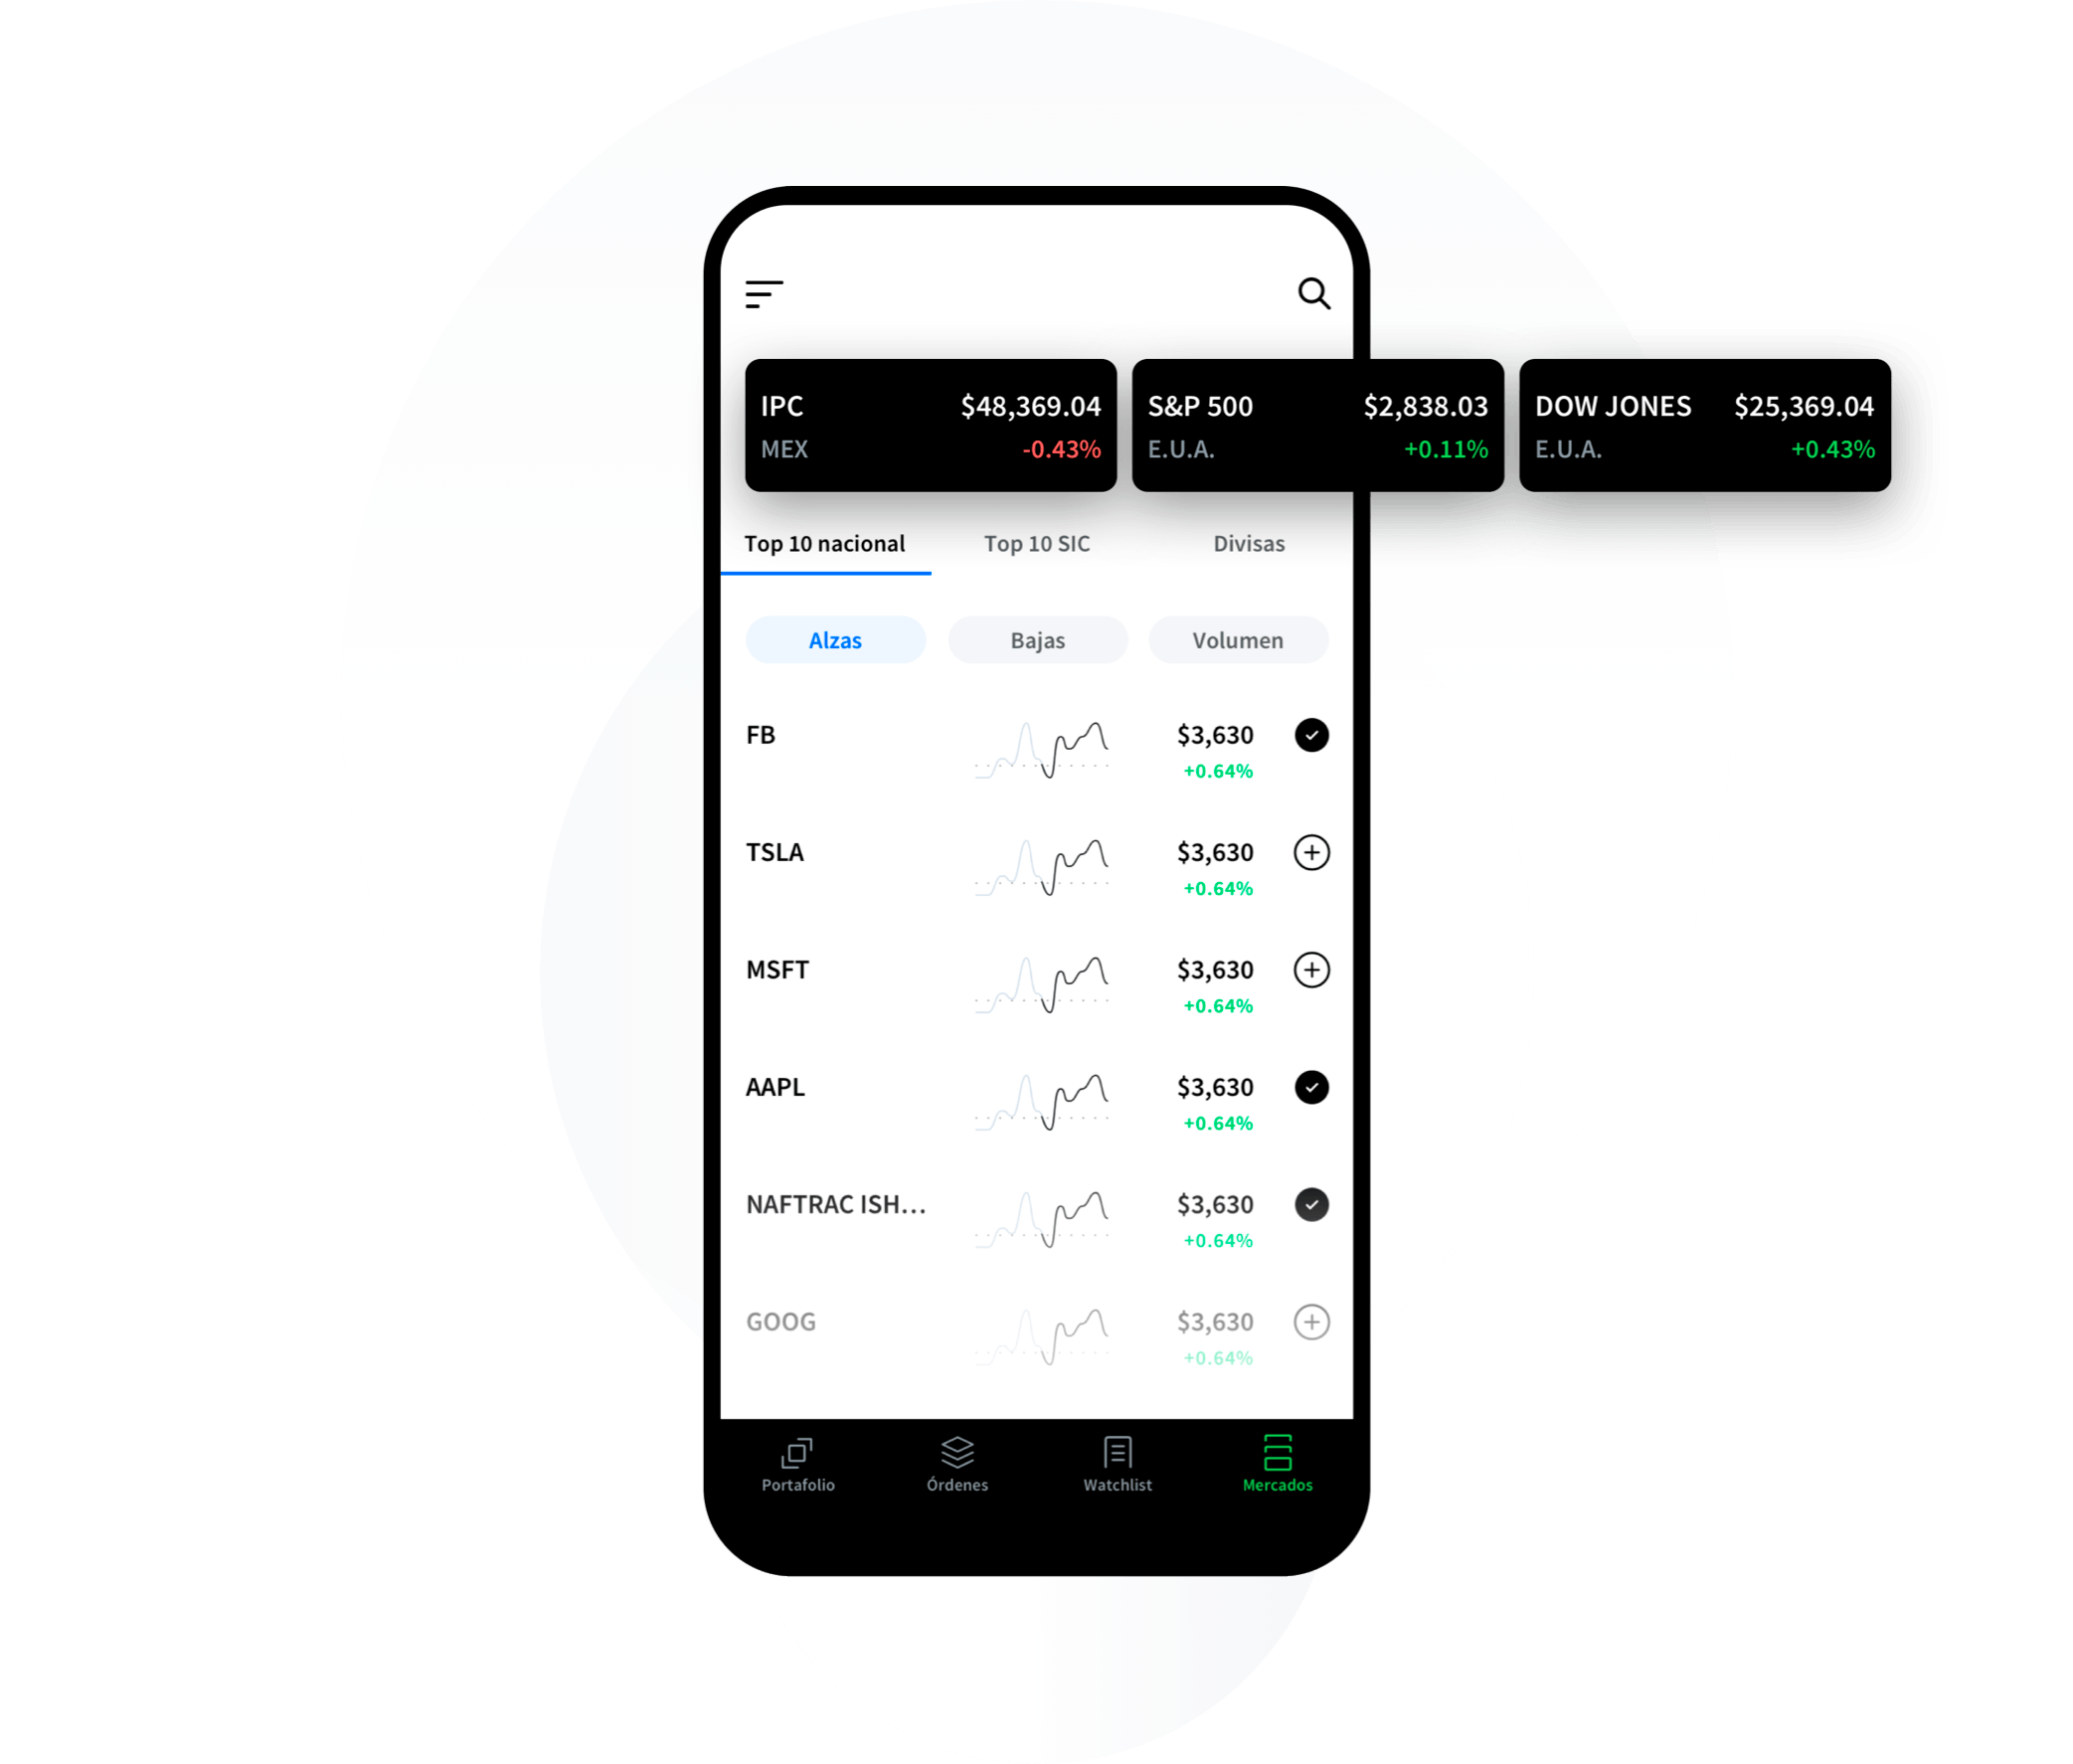 IPC $48,369.04
MEX -0.43%
S&P 500 $2,838.03
E.U.A. +0.11%
DOW JONES $25,369.04
E.U.A. +0.43%
Top 10 nacional Top 10 SIC Divisas
Alzas Bajas Volumen
FB $3,630
+0.64%
TSLA $3,630
+0.64%
MSFT $3,630
+0.64%
AAPL $3,630
+0.64%
NAFTRAC ISH... $3,630
+0.64%
GOOG $3,630
+0.64%
Portafolio Órdenes Watchlist Mercados